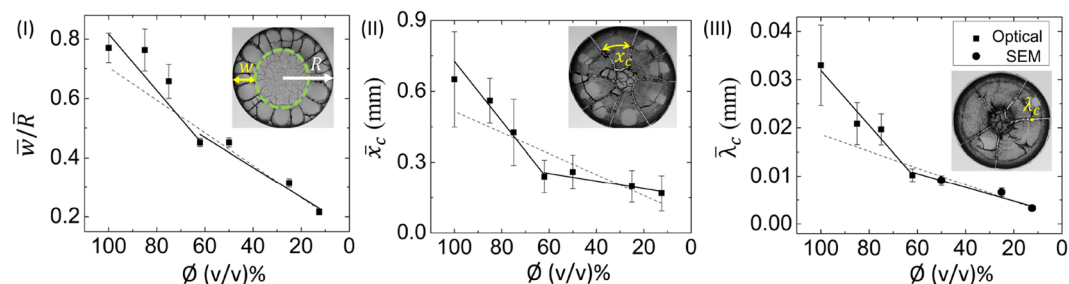 (I)
w̅/R̅
0.8
0.6
0.4
0.2
100 80 60 40 20 0
Ø (v/v)%
w
R
(II)
x̅c (mm)
0.9
0.6
0.3
0.0
100 80 60 40 20 0
Ø (v/v)%
xc
(III)
λ̅c (mm)
0.04
0.03
0.02
0.01
0.00
100 80 60 40 20 0
Ø (v/v)%
Optical
SEM
λc